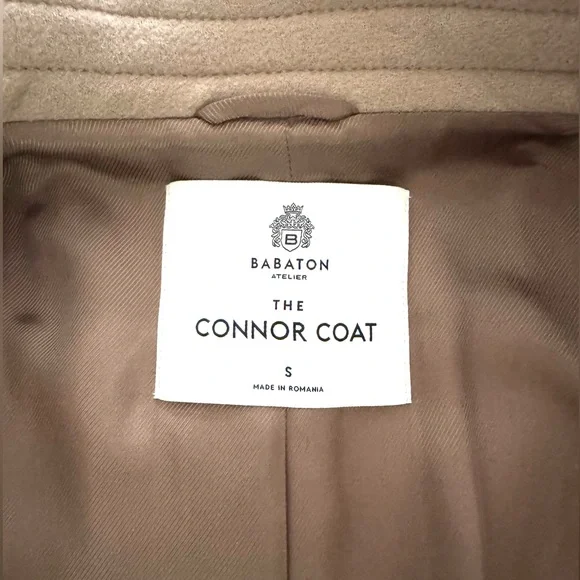 B
BABATON
ATELIER
THE
CONNOR COAT
S
MADE IN ROMANIA